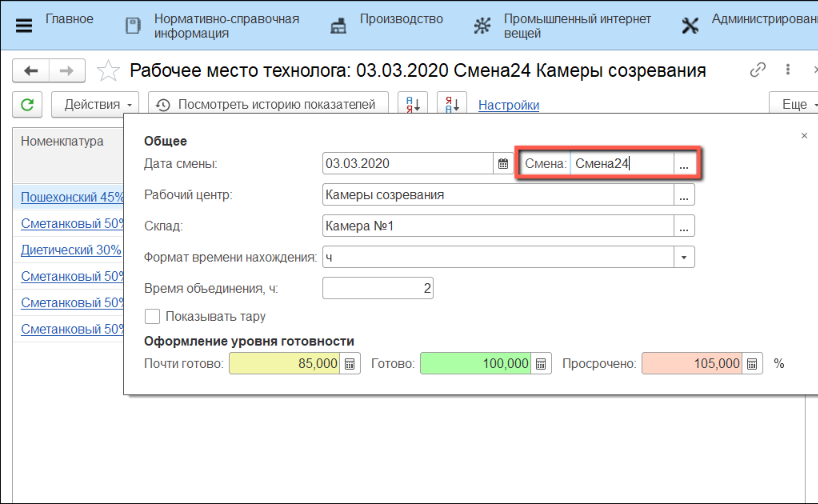 Главное
Нормативно-справочная
информация
Производство
Промышленный интернет
вещей
Рабочее место технолога: 03.03.2020 Смена24 Камеры созревания
Действия
Посмотреть историю показателей
Настройки
Еще
Номенклатура
Общее
Дата смены: 03.03.2020 Смена: Смена24 ...
Рабочий центр: Камеры созревания ...
Склад: Камера №1 ...
Формат времени нахождения: ч
Время объединения, ч: 2
Показывать тару
Оформление уровня готовности
Почти готово: 85,000 Готово: 100,000 Просрочено: 105,000 %
Пошехонский 45%
Сметанковый 50%
Диетический 30%
Сметанковый 50%
Сметанковый 50%
Сметанковый 50%